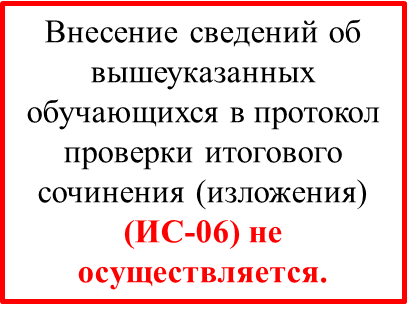 Внесение сведений об
вышеуказанных
обучающихся в протокол
проверки итогового
сочинения (изложения)
(ИС-06) не
осуществляется.